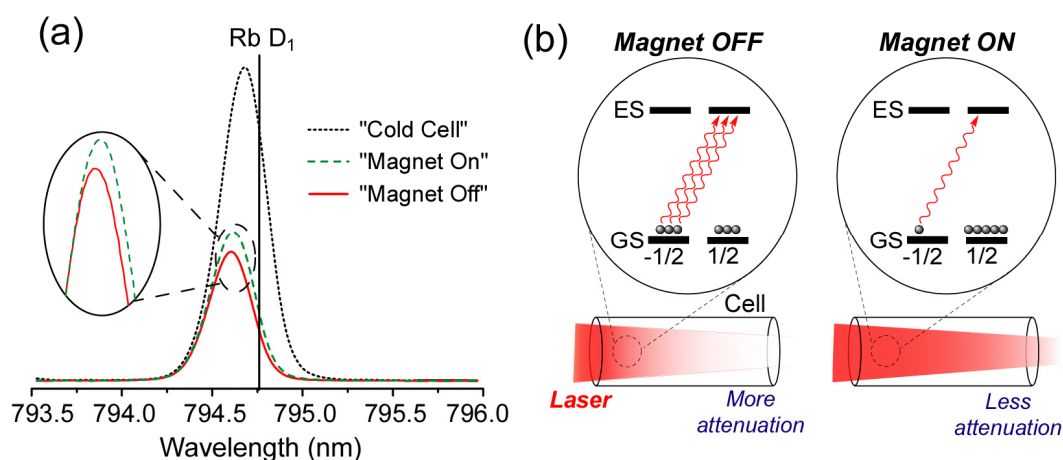 (a)
Rb D1
"Cold Cell"
"Magnet On"
"Magnet Off"
793.5 794.0 794.5 795.0 795.5 796.0
Wavelength (nm)
(b)
Magnet OFF
ES
GS
-1/2 1/2
Laser
More
attenuation
Magnet ON
ES
GS
-1/2 1/2
Cell
Less
attenuation